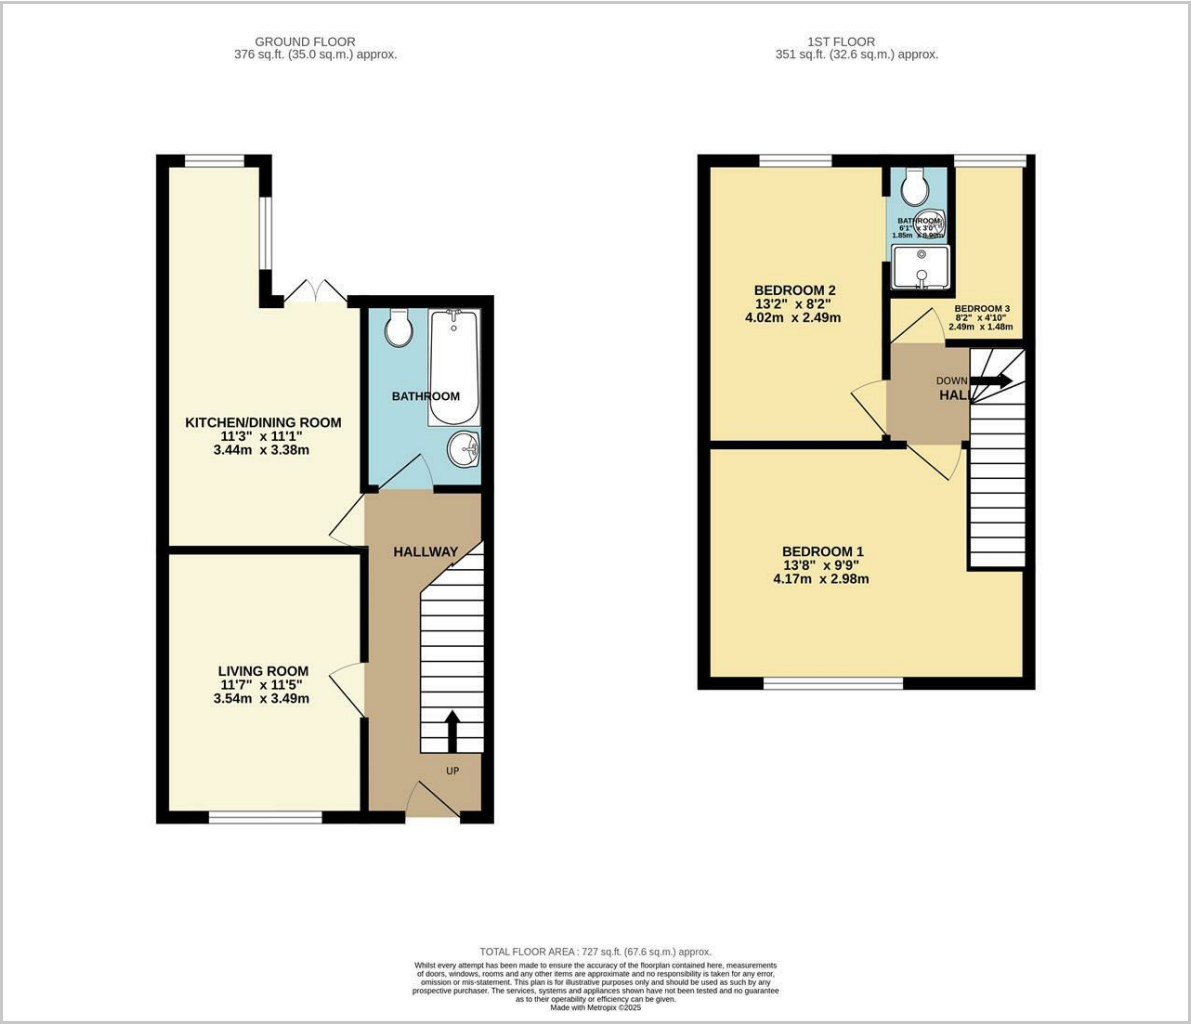 GROUND FLOOR
376 sq.ft. (35.0 sq.m.) approx.
1ST FLOOR
351 sq.ft. (32.6 sq.m.) approx.
KITCHEN/DINING ROOM
11'3" x 11'1"
3.44m x 3.38m
BATHROOM
HALLWAY
LIVING ROOM
11'7" x 11'5"
3.54m x 3.49m
UP
BEDROOM 2
13'2" x 8'2"
4.02m x 2.49m
BATHROOM
6'1" x 3'0"
1.85m x 0.90m
BEDROOM 3
8'2" x 4'10"
2.49m x 1.48m
DOWN
HALL
BEDROOM 1
13'8" x 9'9"
4.17m x 2.98m
TOTAL FLOOR AREA : 727 sq.ft. (67.6 sq.m.) approx.
Whilst every attempt has been made to ensure the accuracy of the floorplan contained here, measurements
of doors, windows, rooms and any other items are approximate and no responsibility is taken for any error,
omission or mis-statement. This plan is for illustrative purposes only and should be used as such by any
prospective purchaser. The services, systems and appliances shown have not been tested and no guarantee
as to their operability or efficiency can be given.
Made with Metropix ©2025